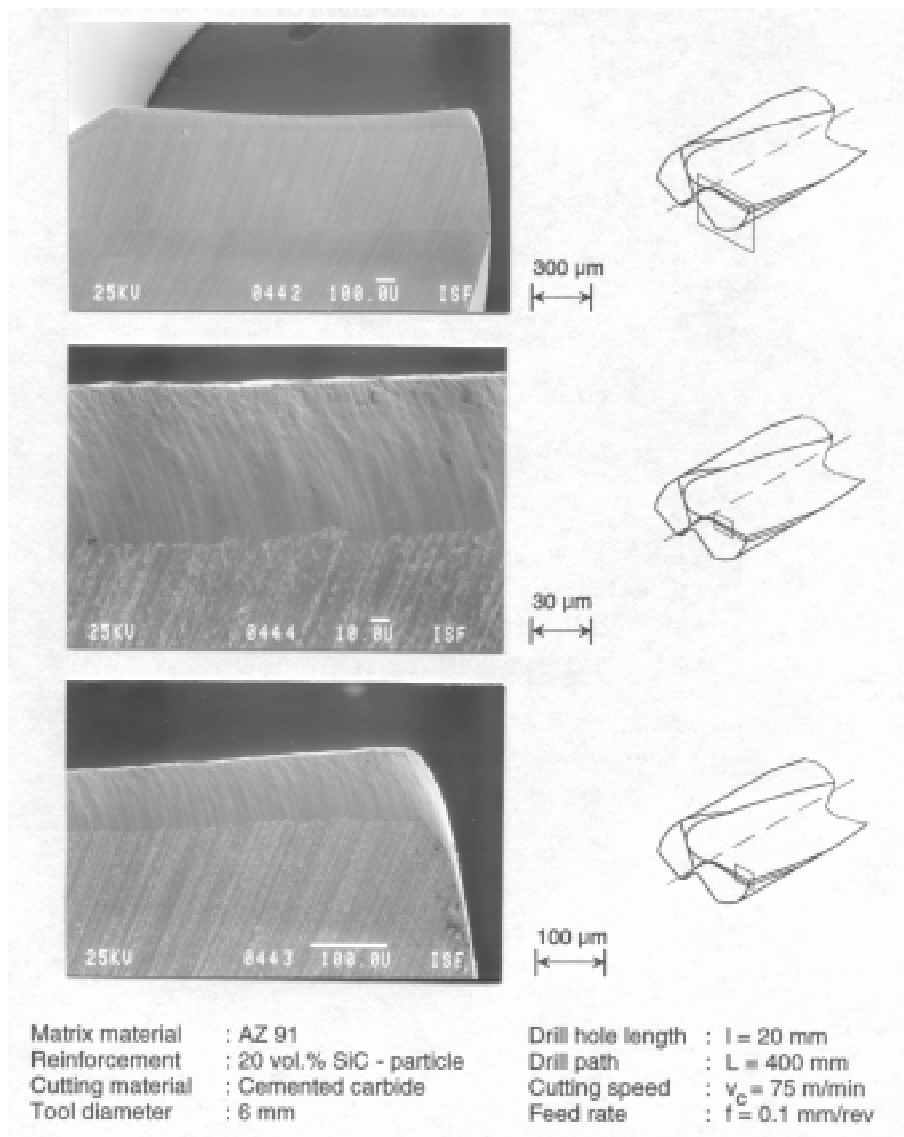 300 µm
25KV 0442 100.0U ISF
30 µm
25KV 0444 10.0U ISF
100 µm
25KV 0443 100.0U ISF
Matrix material : AZ 91
Reinforcement : 20 vol.% SiC - particle
Cutting material : Cemented carbide
Tool diameter : 6 mm
Drill hole length : l = 20 mm
Drill path : L = 400 mm
Cutting speed : vc = 75 m/min
Feed rate : f = 0.1 mm/rev